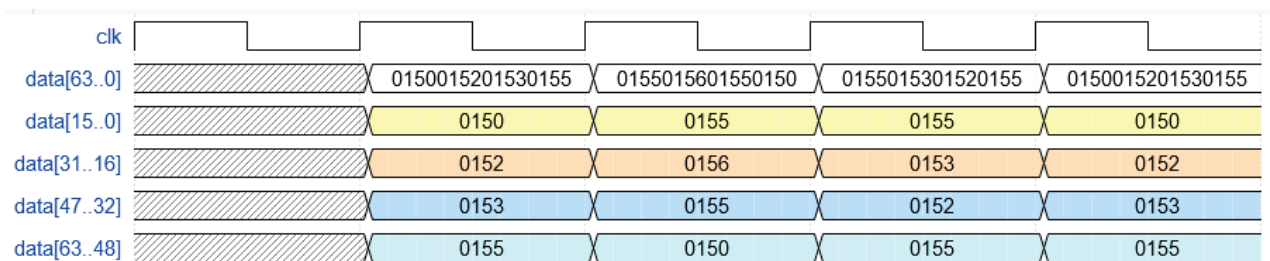 clk
data[63..0] 0150015201530155 0155015601550150 0155015301520155 0150015201530155
data[15..0] 0150 0155 0155 0150
data[31..16] 0152 0156 0153 0152
data[47..32] 0153 0155 0152 0153
data[63..48] 0155 0150 0155 0155